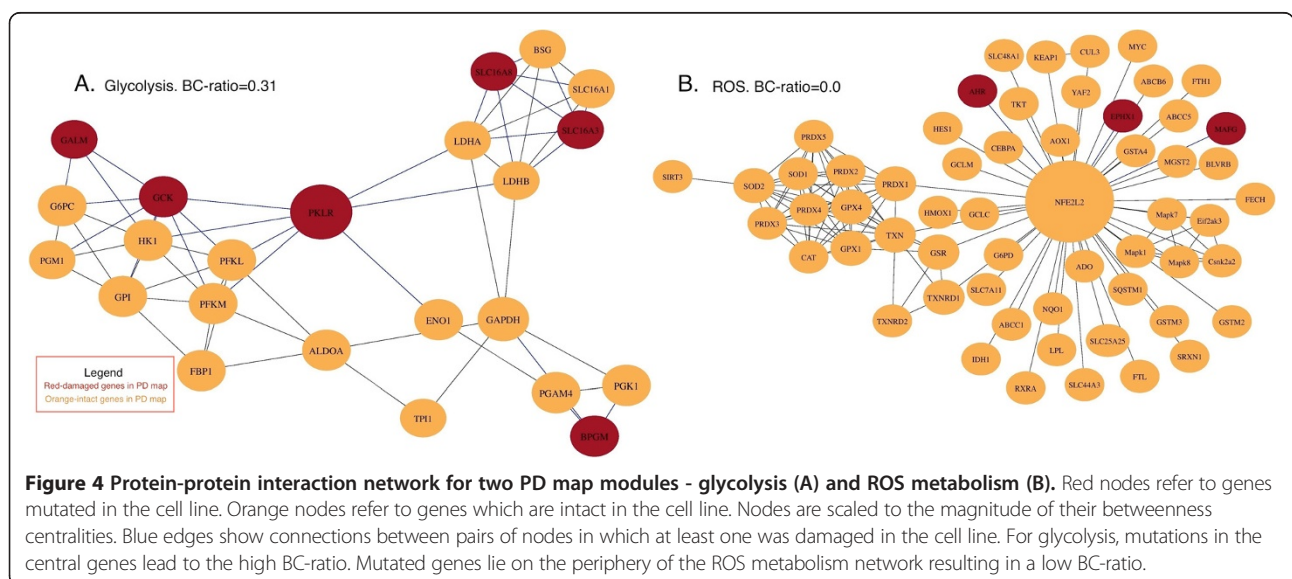 A. Glycolysis. BC-ratio=0.31
BSG
SLC16A8
SLC16A1
SLC16A3
LDHA
LDHB
GALM
GCK
PKLR
G6PC
HK1
PGM1
PFKL
GPI
PFKM
ENO1
GAPDH
ALDOA
FBP1
TPI1
PGAM4
PGK1
BPGM
Legend
Red-damaged genes in PD map
Orange-intact genes in PD map
B. ROS. BC-ratio=0.0
SLC48A1
KEAP1
CUL3
MYC
AHR
TKT
YAF2
ABCB6
FTH1
EPHX1
ABCC5
MAFG
HES1
CEBPA
AOX1
GSTA4
GCLM
MGST2
BLVRB
PRDX5
SIRT3
SOD2
SOD1
PRDX2
PRDX1
NFE2L2
FECH
PRDX4
GPX4
HMOX1
GCLC
Mapk7
Eif2ak3
PRDX3
TXN
CAT
GPX1
GSR
G6PD
Mapk1
Mapk8
Csnk2a2
ADO
SLC7A11
SQSTM1
TXNRD1
TXNRD2
NQO1
ABCC1
GSTM3
GSTM2
SLC25A25
IDH1
LPL
SRXN1
RXRA
SLC44A3
FTL
Figure 4 Protein-protein interaction network for two PD map modules - glycolysis (A) and ROS metabolism (B). Red nodes refer to genes
mutated in the cell line. Orange nodes refer to genes which are intact in the cell line. Nodes are scaled to the magnitude of their betweenness
centralities. Blue edges show connections between pairs of nodes in which at least one was damaged in the cell line. For glycolysis, mutations in the
central genes lead to the high BC-ratio. Mutated genes lie on the periphery of the ROS metabolism network resulting in a low BC-ratio.